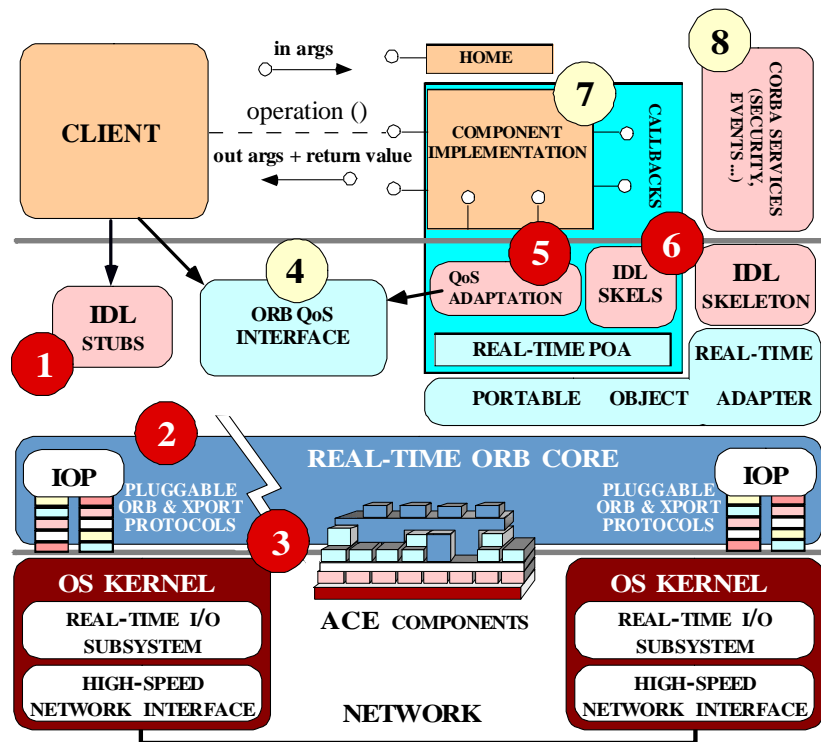 8
in args
HOME
7
CLIENT
operation ()
COMPONENT
IMPLEMENTATION
out args + return value
CALLBACKS
CORBA SERVICES
(SECURITY,
EVENTS ...)
4
5
6
1
IDL
STUBS
ORB QoS
INTERFACE
QoS
ADAPTATION
IDL
SKELS
IDL
SKELETON
REAL-TIME POA
REAL-TIME
PORTABLE OBJECT ADAPTER
2
REAL-TIME ORB CORE
IOP
PLUGGABLE
ORB & XPORT
PROTOCOLS
IOP
PLUGGABLE
ORB & XPORT
PROTOCOLS
3
OS KERNEL
REAL-TIME I/O
SUBSYSTEM
HIGH-SPEED
NETWORK INTERFACE
ACE COMPONENTS
NETWORK
OS KERNEL
REAL-TIME I/O
SUBSYSTEM
HIGH-SPEED
NETWORK INTERFACE